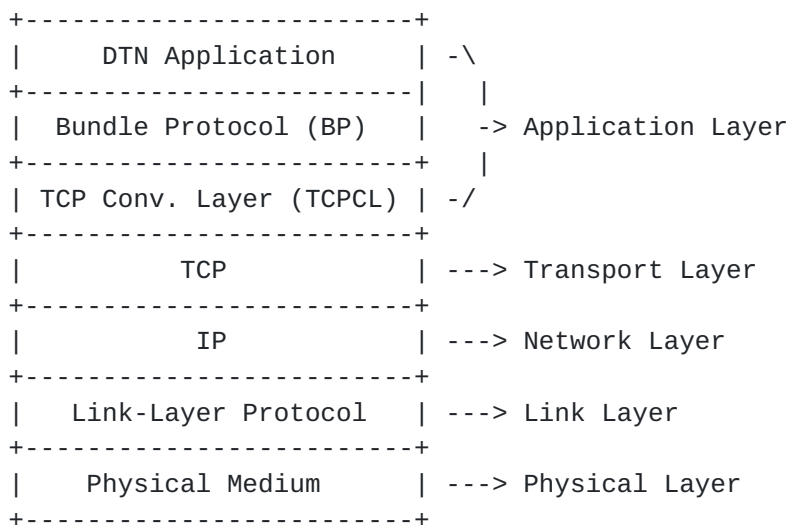 +-------------------------+
|     DTN Application     | -\
+-------------------------|   |
|  Bundle Protocol (BP)   |   -> Application Layer
+-------------------------+   |
| TCP Conv. Layer (TCPCL) | -/
+-------------------------+
|          TCP            | ---> Transport Layer
+-------------------------+
|           IP            | ---> Network Layer
+-------------------------+
|   Link-Layer Protocol   | ---> Link Layer
+-------------------------+
|    Physical Medium      | ---> Physical Layer
+-------------------------+